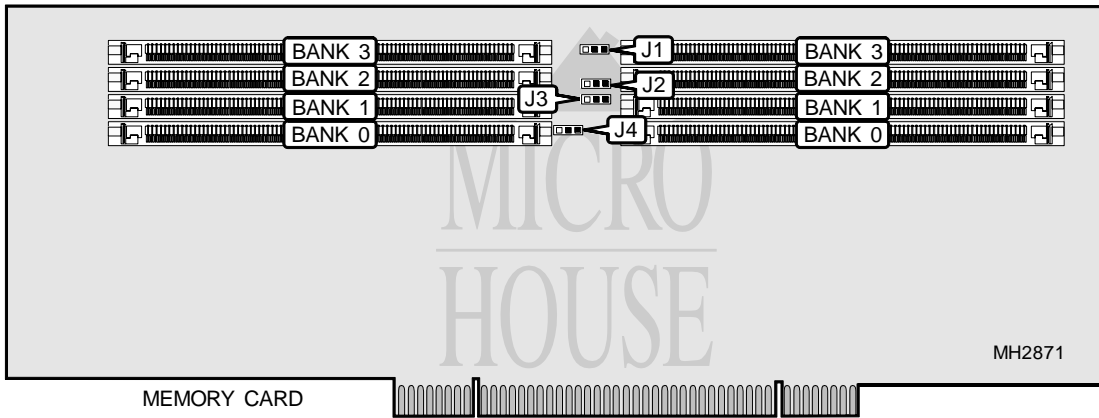 BANK 3 J1 BANK 3
BANK 2 J2 BANK 2
J3
BANK 1 BANK 1
BANK 0 J4 BANK 0
MICRO
HOUSE
MH2871
MEMORY CARD